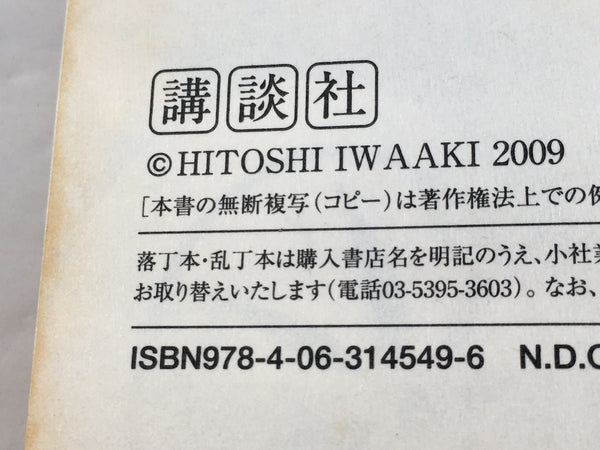 講談社
©HITOSHI IWAAKI 2009
[本書の無断複写(コピー)は著作権法上での例
落丁本・乱丁本は購入書店名を明記のうえ、小社
お取り替えいたします(電話03-5395-3603)。なお、
ISBN978-4-06-314549-6 N.D.C